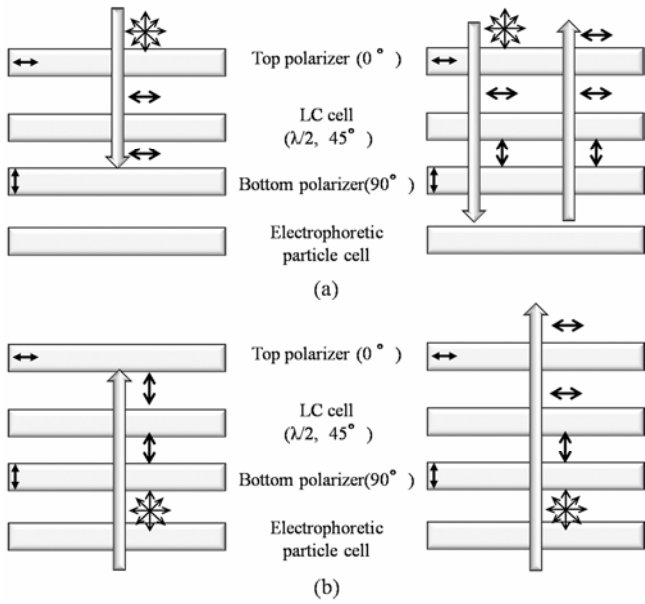 Top polarizer (0°)
LC cell
(λ/2, 45°)
Bottom polarizer(90°)
Electrophoretic
particle cell
(a)
Top polarizer (0°)
LC cell
(λ/2, 45°)
Bottom polarizer(90°)
Electrophoretic
particle cell
(b)